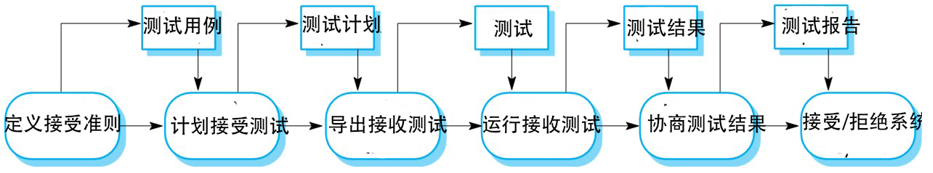 测试用例
测试计划
测试
测试结果
测试报告
定义接受准则
计划接受测试
导出接收测试
运行接收测试
协商测试结果
接受/拒绝系统